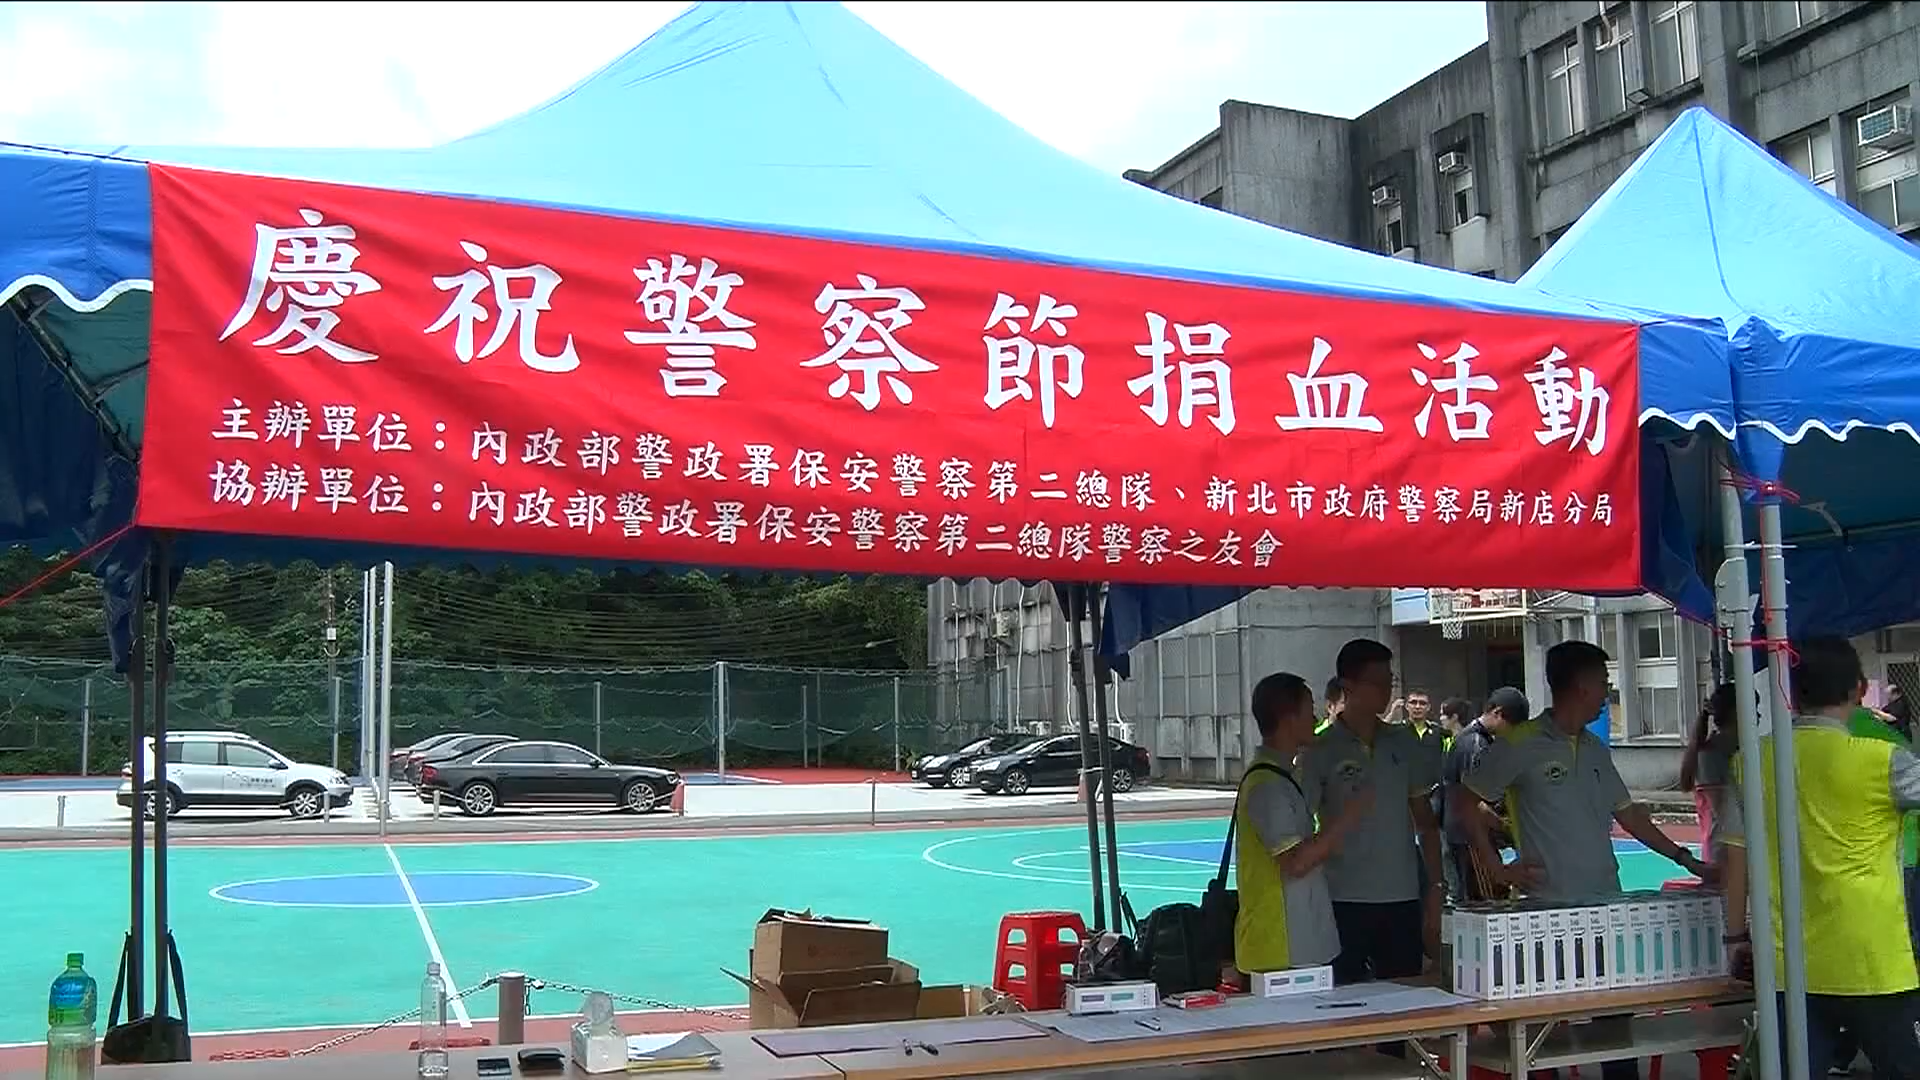 慶祝警察節捐血活動
主辦單位：內政部警政署保安警察第二總隊、新北市政府警察局新店分局
協辦單位：內政部警政署保安警察第二總隊警察之友會